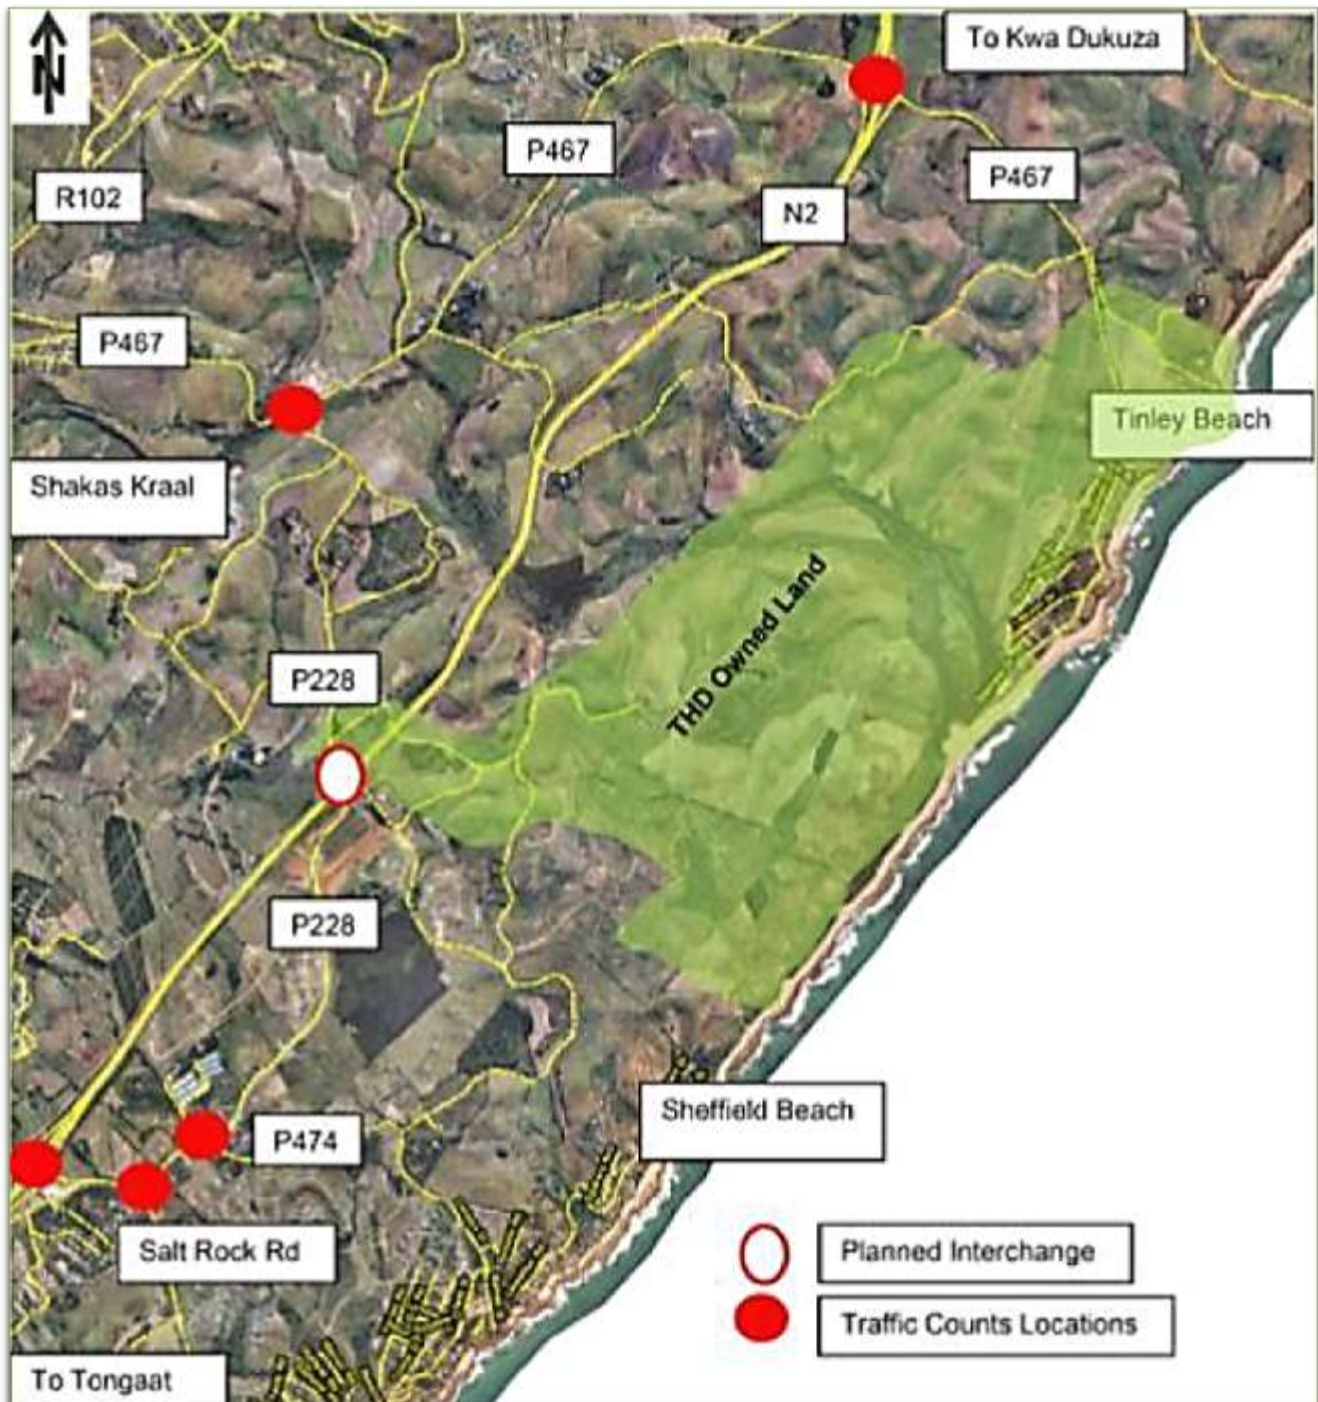 N
To Kwa Dukuza
P467
P467
R102
N2
P467
Tinley Beach
Shakas Kraal
THD Owned Land
P228
P228
Sheffield Beach
P474
Salt Rock Rd
Planned Interchange
Traffic Counts Locations
To Tongaat